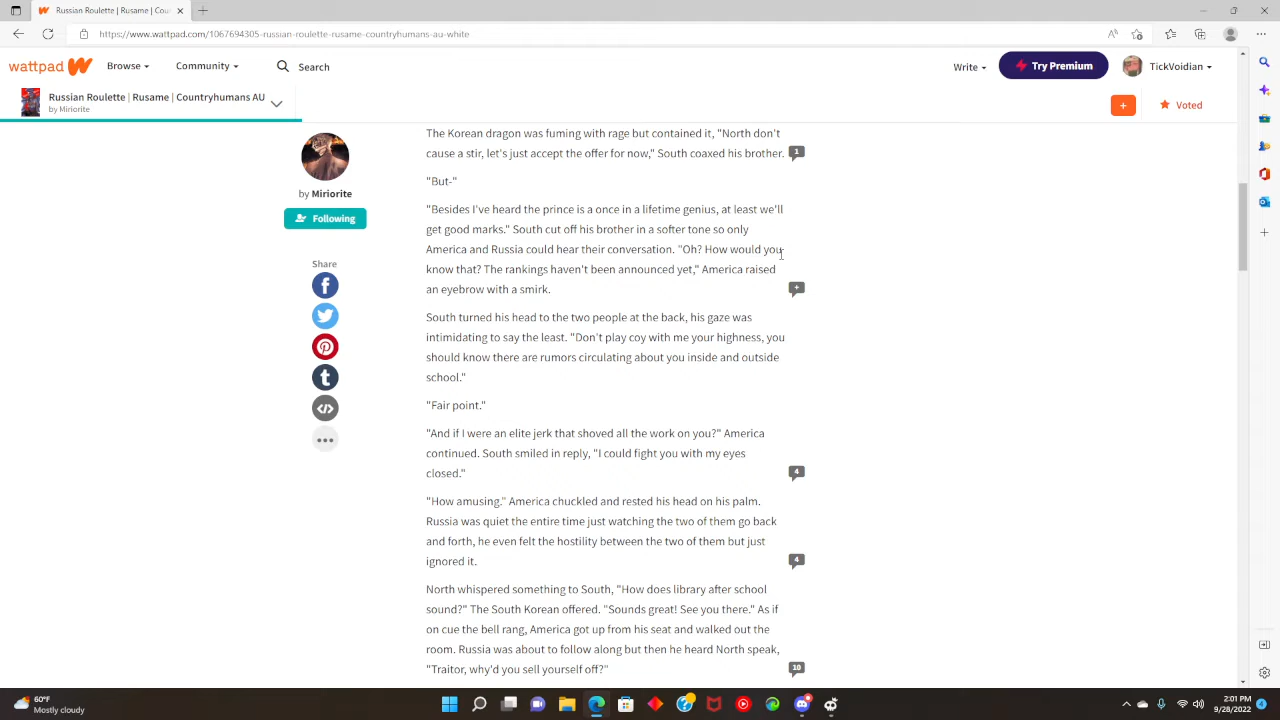 Russian Roulette | Rusame | Cou
https://www.wattpad.com/1067694305-russian-roulette-rusame-countryhumans-au-white
wattpad
Browse
Community
Search
Write
Try Premium
TickVoidian
Russian Roulette | Rusame | Countryhumans AU
by Miriorite
+
Voted
by Miriorite
Following
Share
The Korean dragon was fuming with rage but contained it, "North don't
cause a stir, let's just accept the offer for now," South coaxed his brother.
1
"But-"
"Besides I've heard the prince is a once in a lifetime genius, at least we'll
get good marks." South cut off his brother in a softer tone so only
America and Russia could hear their conversation. "Oh? How would you
know that? The rankings haven't been announced yet," America raised
an eyebrow with a smirk.
+
South turned his head to the two people at the back, his gaze was
intimidating to say the least. "Don't play coy with me your highness, you
should know there are rumors circulating about you inside and outside
school."
"Fair point."
"And if I were an elite jerk that shoved all the work on you?" America
continued. South smiled in reply, "I could fight you with my eyes
closed."
4
"How amusing." America chuckled and rested his head on his palm.
Russia was quiet the entire time just watching the two of them go back
and forth, he even felt the hostility between the two of them but just
ignored it.
4
North whispered something to South, "How does library after school
sound?" The South Korean offered. "Sounds great! See you there." As if
on cue the bell rang, America got up from his seat and walked out the
room. Russia was about to follow along but then he heard North speak,
"Traitor, why'd you sell yourself off?"
10
60°F
Mostly cloudy
2:01 PM
9/28/2022